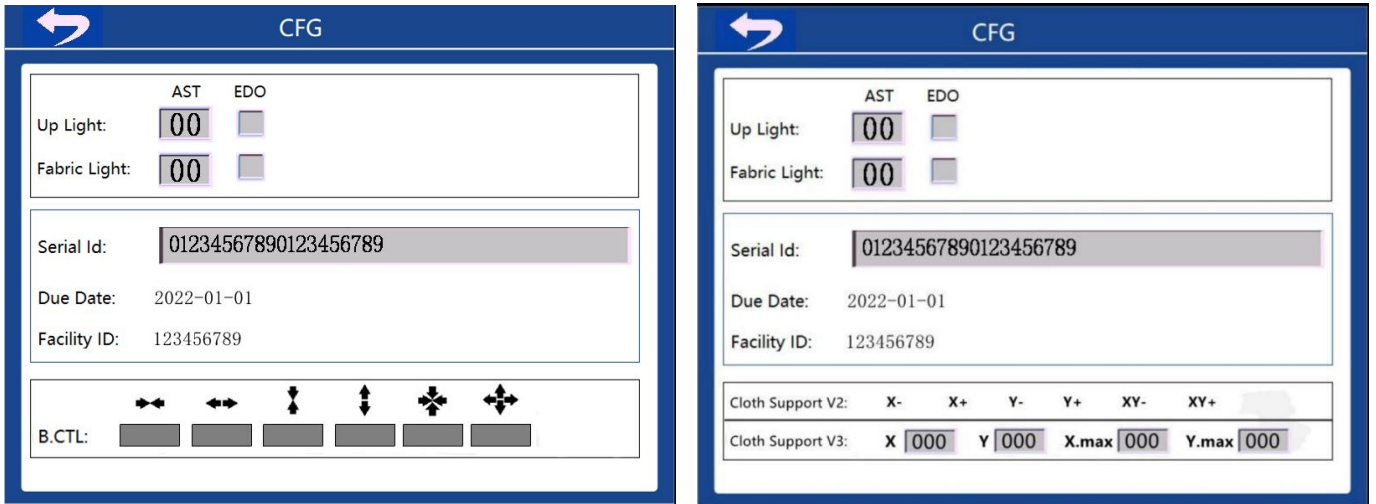 CFG
AST EDO
Up Light: 00
Fabric Light: 00
Serial Id: 01234567890123456789
Due Date: 2022-01-01
Facility ID: 123456789
B.CTL:
CFG
AST EDO
Up Light: 00
Fabric Light: 00
Serial Id: 01234567890123456789
Due Date: 2022-01-01
Facility ID: 123456789
Cloth Support V2: X- X+ Y- Y+ XY- XY+
Cloth Support V3: X 000 Y 000 X.max 000 Y.max 000